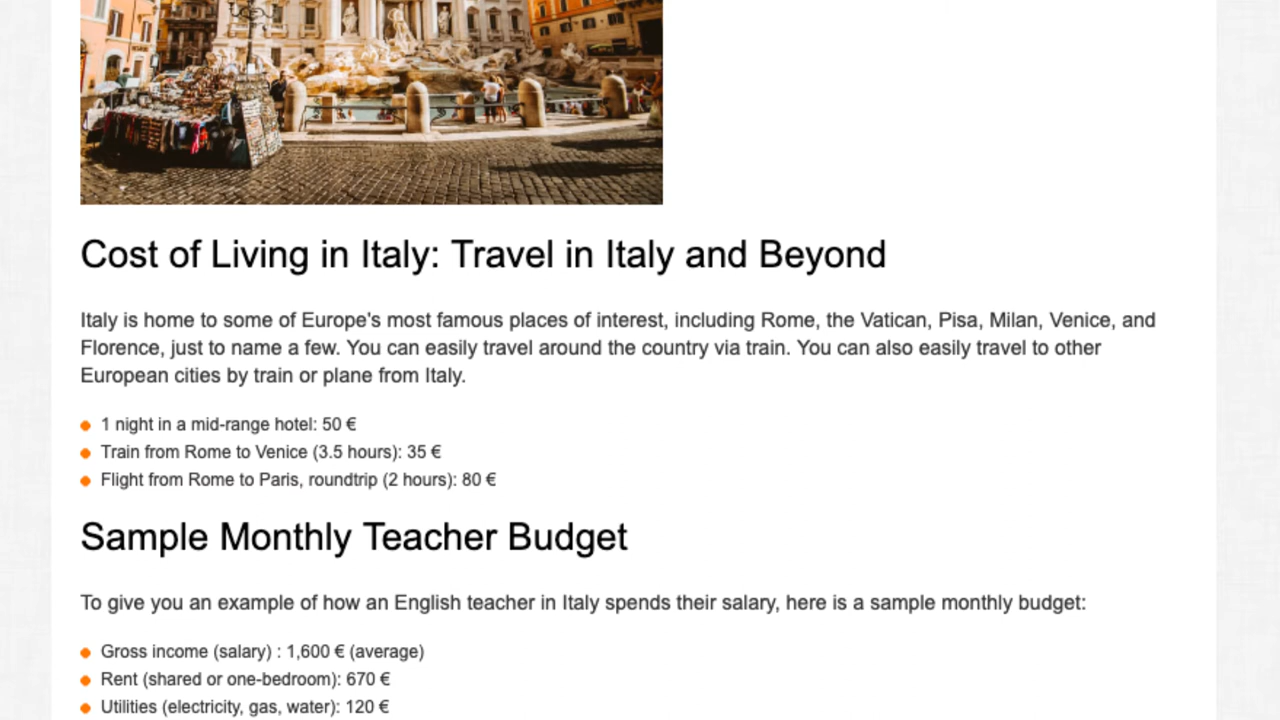 Cost of Living in Italy: Travel in Italy and Beyond
Italy is home to some of Europe's most famous places of interest, including Rome, the Vatican, Pisa, Milan, Venice, and
Florence, just to name a few. You can easily travel around the country via train. You can also easily travel to other
European cities by train or plane from Italy.
1 night in a mid-range hotel: 50 €
Train from Rome to Venice (3.5 hours): 35 €
Flight from Rome to Paris, roundtrip (2 hours): 80 €
Sample Monthly Teacher Budget
To give you an example of how an English teacher in Italy spends their salary, here is a sample monthly budget:
Gross income (salary) : 1,600 € (average)
Rent (shared or one-bedroom): 670 €
Utilities (electricity, gas, water): 120 €